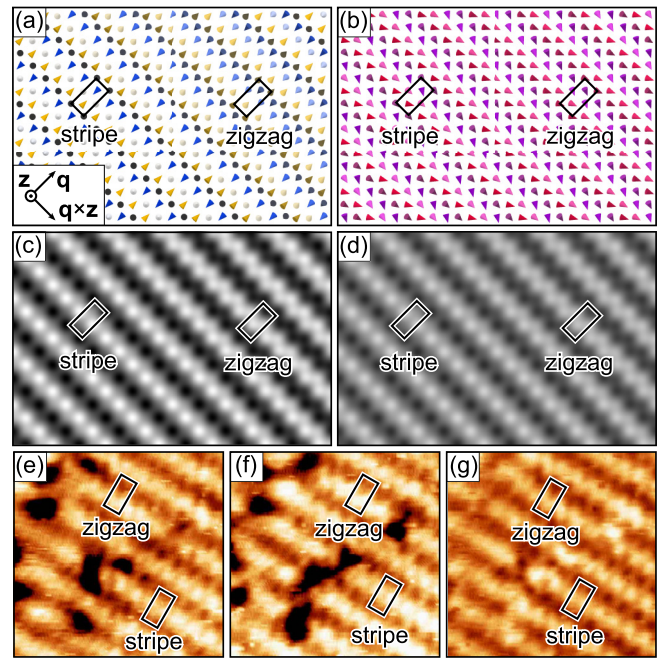 (a)
stripe
zigzag
z
q
q×z
(b)
stripe
zigzag
(c)
stripe
zigzag
(d)
stripe
zigzag
(e)
zigzag
stripe
(f)
zigzag
stripe
(g)
zigzag
stripe